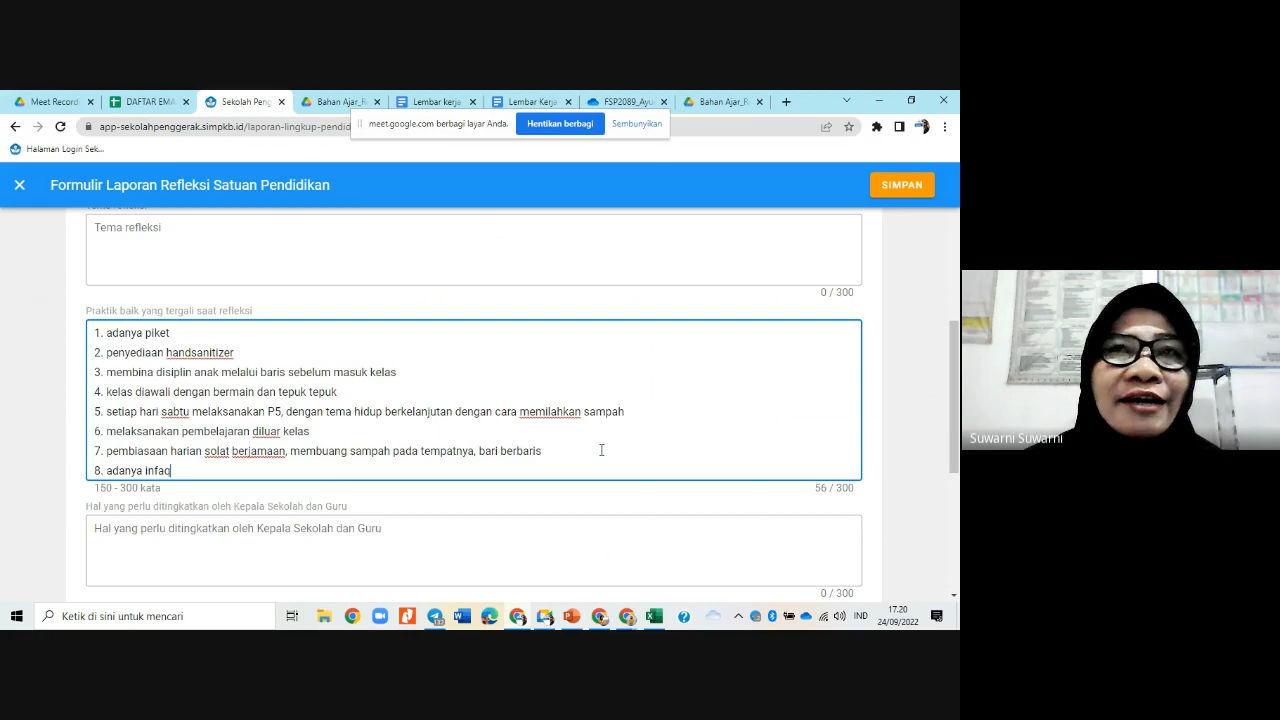 Meet Record
DAFTAR EMA
Sekolah Peng
Bahan Ajar_R
Lembar kerja
Lembar Kerja
FSP2089_Ayu
Bahan Ajar_R
app-sekolahpenggerak.simpkb.id/laporan-lingkup-pendid
meet.google.com berbagi layar Anda.
Hentikan berbagi
Sembunyikan
Halaman Login Sek...
Formulir Laporan Refleksi Satuan Pendidikan
SIMPAN
Tema refleksi
0 / 300
Praktik baik yang tergali saat refleksi
1. adanya piket
2. penyediaan handsanitizer
3. membina disiplin anak melalui baris sebelum masuk kelas
4. kelas diawali dengan bermain dan tepuk tepuk
5. setiap hari sabtu melaksanakan P5, dengan tema hidup berkelanjutan dengan cara memilahkan sampah
6. melaksanakan pembelajaran diluar kelas
7. pembiasaan harian solat berjamaan, membuang sampah pada tempatnya, bari berbaris
8. adanya infaq
150 - 300 kata
56 / 300
Hal yang perlu ditingkatkan oleh Kepala Sekolah dan Guru
Hal yang perlu ditingkatkan oleh Kepala Sekolah dan Guru
0 / 300
Suwarni Suwarni
Ketik di sini untuk mencari
IND
17.20
24/09/2022